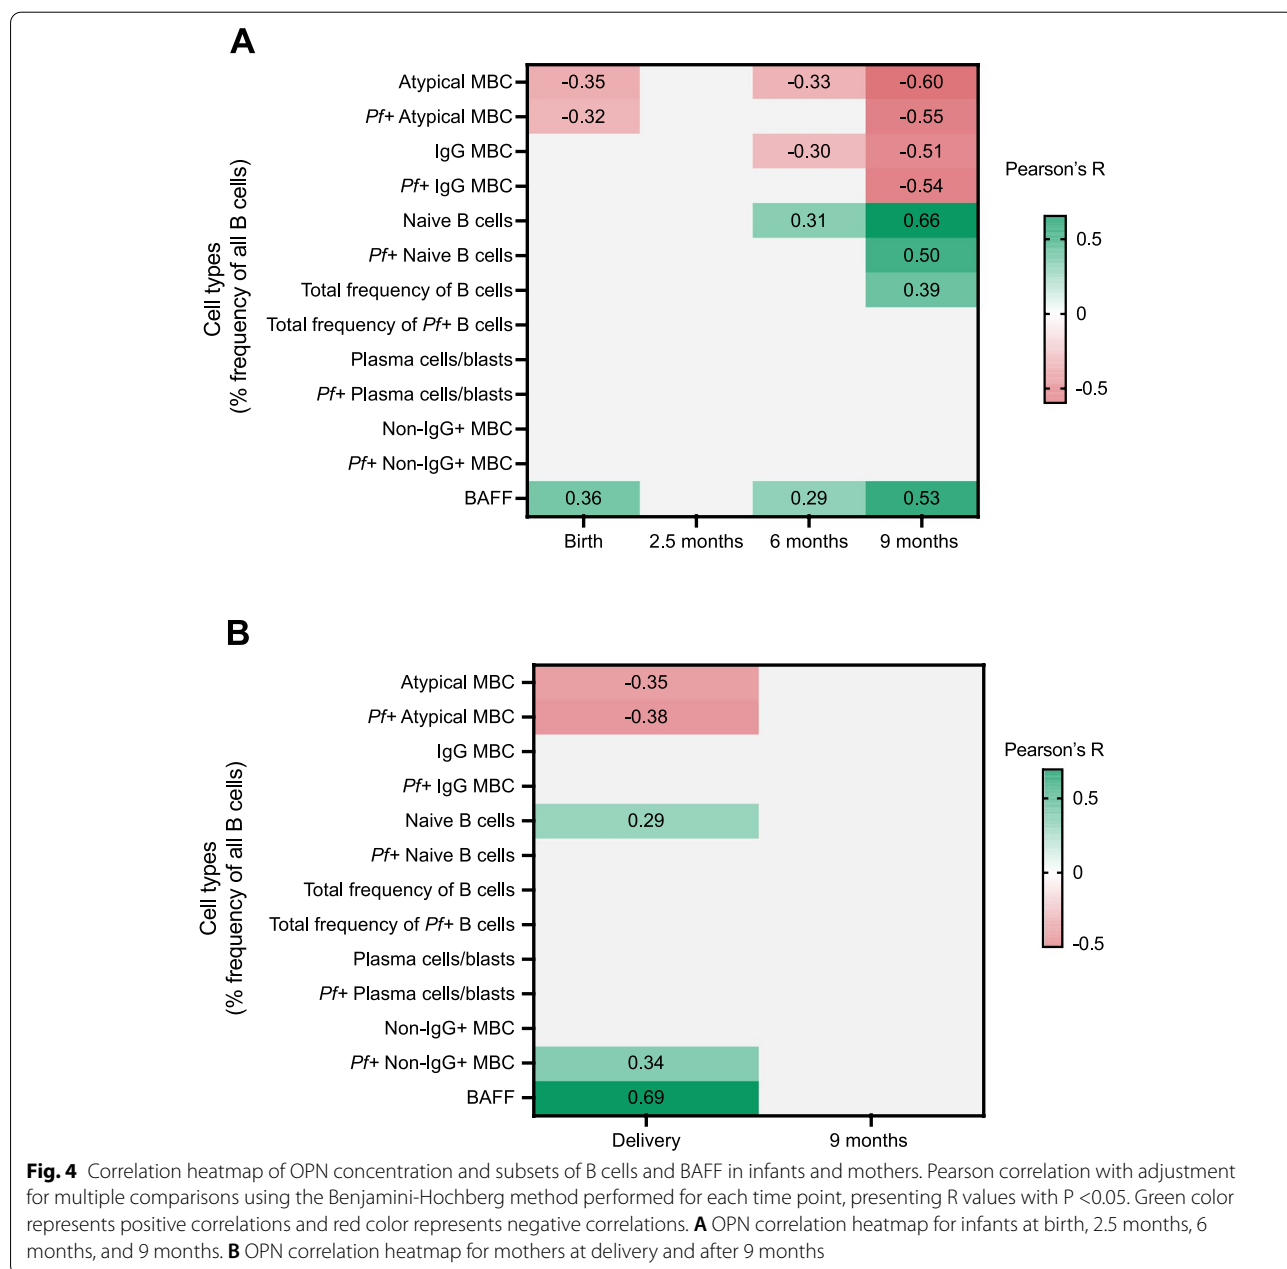 A
Atypical MBC -0.35 -0.33 -0.60
Pf+ Atypical MBC -0.32 -0.55
IgG MBC -0.30 -0.51
Pf+ IgG MBC -0.54
Naive B cells 0.31 0.66
Pf+ Naive B cells 0.50
Total frequency of B cells 0.39
Total frequency of Pf+ B cells
Plasma cells/blasts
Pf+ Plasma cells/blasts
Non-IgG+ MBC
Pf+ Non-IgG+ MBC
BAFF 0.36 0.29 0.53
Birth 2.5 months 6 months 9 months
Cell types
(% frequency of all B cells)
Pearson's R
0.5
0
-0.5
B
Atypical MBC -0.35
Pf+ Atypical MBC -0.38
IgG MBC
Pf+ IgG MBC
Naive B cells 0.29
Pf+ Naive B cells
Total frequency of B cells
Total frequency of Pf+ B cells
Plasma cells/blasts
Pf+ Plasma cells/blasts
Non-IgG+ MBC
Pf+ Non-IgG+ MBC 0.34
BAFF 0.69
Delivery 9 months
Cell types
(% frequency of all B cells)
Pearson's R
0.5
0
-0.5
Fig. 4 Correlation heatmap of OPN concentration and subsets of B cells and BAFF in infants and mothers. Pearson correlation with adjustment
for multiple comparisons using the Benjamini-Hochberg method performed for each time point, presenting R values with P <0.05. Green color
represents positive correlations and red color represents negative correlations. A OPN correlation heatmap for infants at birth, 2.5 months, 6
months, and 9 months. B OPN correlation heatmap for mothers at delivery and after 9 months